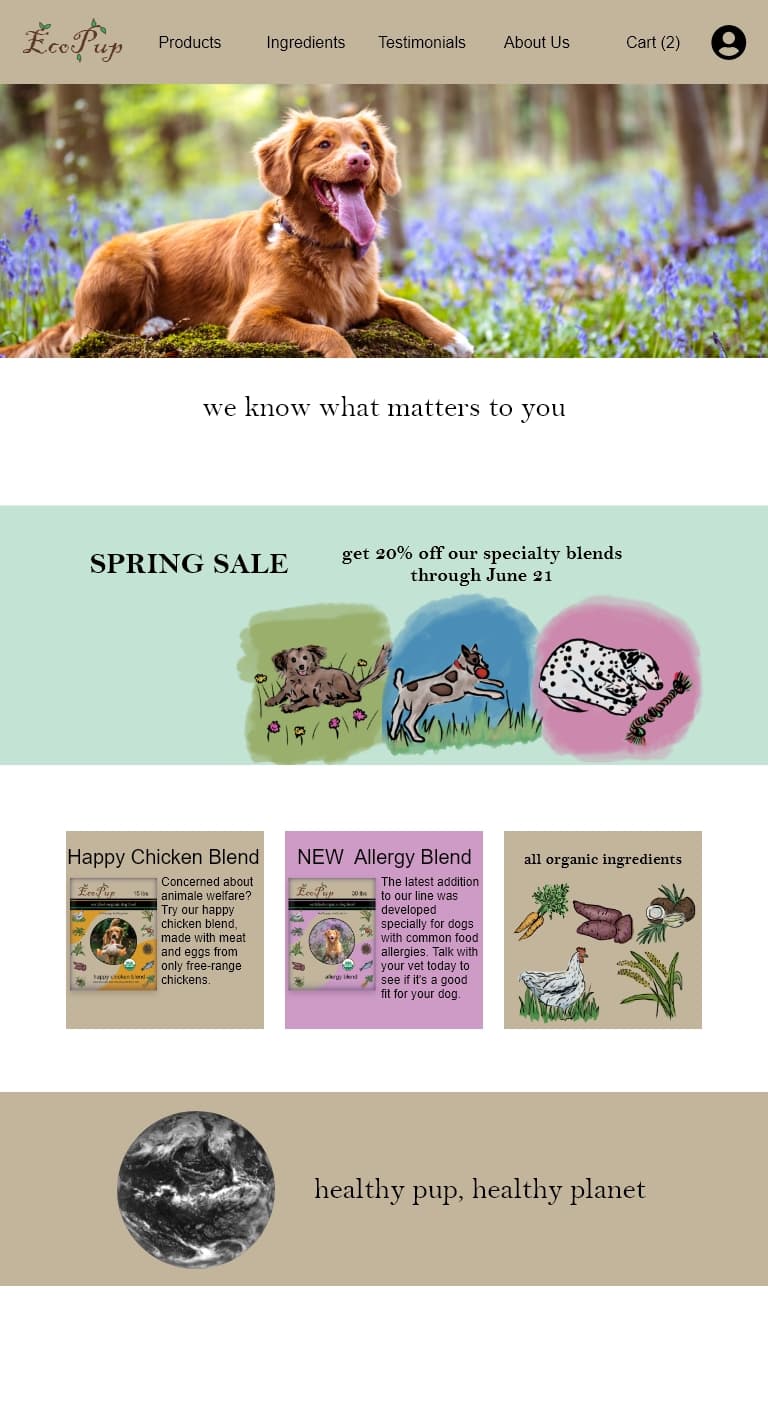 EcoPup
Products
Ingredients
Testimonials
About Us
Cart (2)
we know what matters to you
SPRING SALE
get 20% off our specialty blends
through June 21
Happy Chicken Blend
EcoPup
15 lbs
happy chicken blend
Concerned about
animale welfare?
Try our happy
chicken blend,
made with meat
and eggs from
only free-range
chickens.
NEW  Allergy Blend
EcoPup
30 lbs
allergy blend
The latest addition
to our line was
developed
specially for dogs
with common food
allergies. Talk with
your vet today to
see if it's a good
fit for your dog.
all organic ingredients
healthy pup, healthy planet